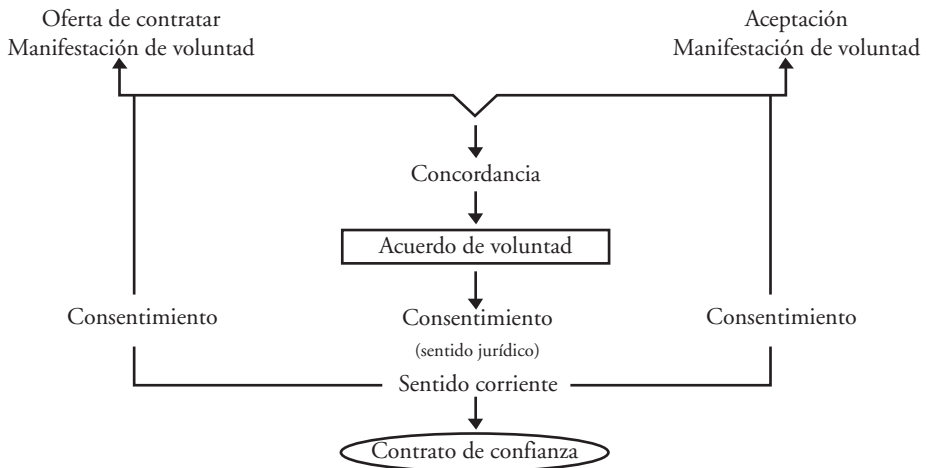 Oferta de contratar
Manifestación de voluntad
Aceptación
Manifestación de voluntad
Concordancia
Acuerdo de voluntad
Consentimiento
Consentimiento
(sentido jurídico)
Consentimiento
Sentido corriente
Contrato de confianza